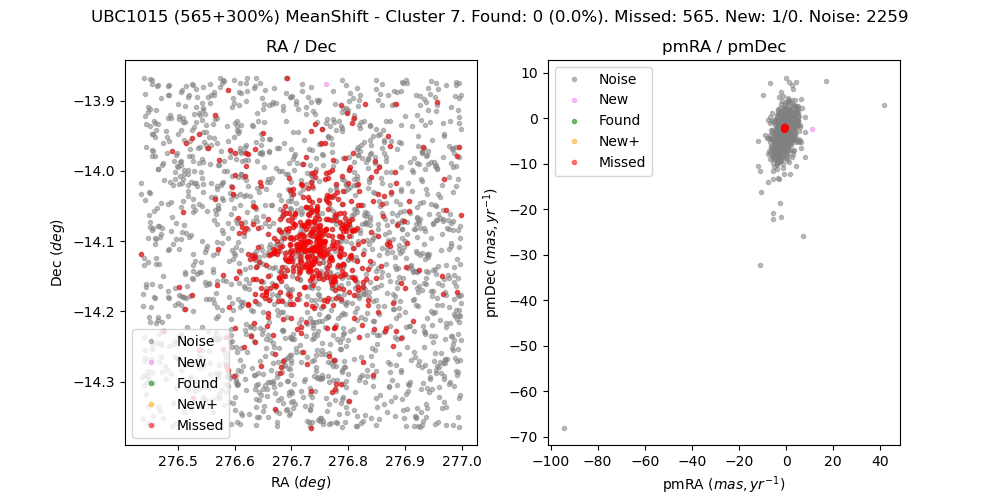 UBC1015 (565+300%) MeanShift - Cluster 7. Found: 0 (0.0%). Missed: 565. New: 1/0. Noise: 2259
RA / Dec
Dec (deg)
−13.9
−14.0
−14.1
−14.2
−14.3
Noise
New
Found
New+
Missed
276.5
276.6
276.7
276.8
276.9
277.0
RA (deg)
pmRA / pmDec
pmDec (mas, yr⁻¹)
10
0
−10
−20
−30
−40
−50
−60
−70
Noise
New
Found
New+
Missed
−100
−80
−60
−40
−20
0
20
40
pmRA (mas, yr⁻¹)